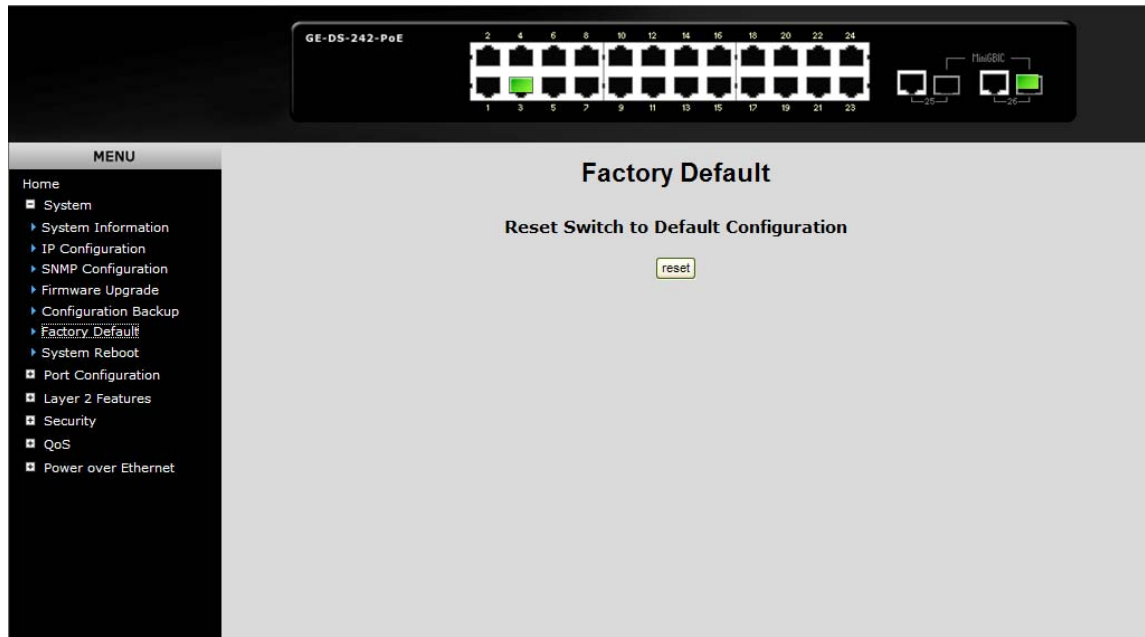 GE-DS-242-PoE
2 4 6 8 10 12 14 16 18 20 22 24
1 3 5 7 9 11 13 15 17 19 21 23
MiniGBIC
25 26
MENU
Home
System
System Information
IP Configuration
SNMP Configuration
Firmware Upgrade
Configuration Backup
Factory Default
System Reboot
Port Configuration
Layer 2 Features
Security
QoS
Power over Ethernet
Factory Default
Reset Switch to Default Configuration
reset